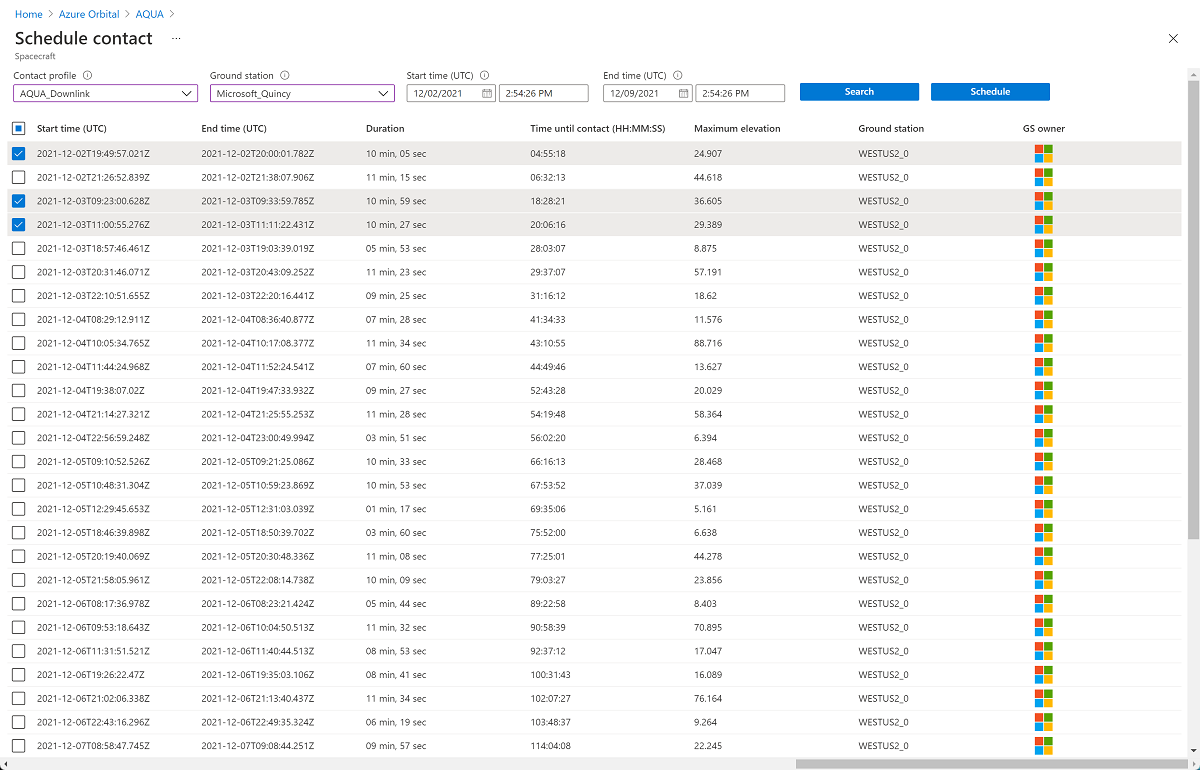 Home > Azure Orbital > AQUA >
Schedule contact ...
Spacecraft
Contact profile Ground station Start time (UTC) End time (UTC)
AQUA_Downlink Microsoft_Quincy 12/02/2021 2:54:26 PM 12/09/2021 2:54:26 PM Search Schedule
Start time (UTC) End time (UTC) Duration Time until contact (HH:MM:SS) Maximum elevation Ground station GS owner
2021-12-02T19:49:57.021Z 2021-12-02T20:00:01.782Z 10 min, 05 sec 04:55:18 24.907 WESTUS2_0
2021-12-02T21:26:52.839Z 2021-12-02T21:38:07.906Z 11 min, 15 sec 06:32:13 44.618 WESTUS2_0
2021-12-03T09:23:00.628Z 2021-12-03T09:33:59.785Z 10 min, 59 sec 18:28:21 36.605 WESTUS2_0
2021-12-03T11:00:55.276Z 2021-12-03T11:11:22.431Z 10 min, 27 sec 20:06:16 29.389 WESTUS2_0
2021-12-03T18:57:46.461Z 2021-12-03T19:03:39.019Z 05 min, 53 sec 28:03:07 8.875 WESTUS2_0
2021-12-03T20:31:46.071Z 2021-12-03T20:43:09.252Z 11 min, 23 sec 29:37:07 57.191 WESTUS2_0
2021-12-03T22:10:51.655Z 2021-12-03T22:20:16.441Z 09 min, 25 sec 31:16:12 18.62 WESTUS2_0
2021-12-04T08:29:12.911Z 2021-12-04T08:36:40.877Z 07 min, 28 sec 41:34:33 11.576 WESTUS2_0
2021-12-04T10:05:34.765Z 2021-12-04T10:17:08.377Z 11 min, 34 sec 43:10:55 88.716 WESTUS2_0
2021-12-04T11:44:24.968Z 2021-12-04T11:52:24.541Z 07 min, 60 sec 44:49:46 13.627 WESTUS2_0
2021-12-04T19:38:07.02Z 2021-12-04T19:47:33.932Z 09 min, 27 sec 52:43:28 20.029 WESTUS2_0
2021-12-04T21:14:27.321Z 2021-12-04T21:25:55.253Z 11 min, 28 sec 54:19:48 58.364 WESTUS2_0
2021-12-04T22:56:59.248Z 2021-12-04T23:00:49.994Z 03 min, 51 sec 56:02:20 6.394 WESTUS2_0
2021-12-05T09:10:52.526Z 2021-12-05T09:21:25.086Z 10 min, 33 sec 66:16:13 28.468 WESTUS2_0
2021-12-05T10:48:31.304Z 2021-12-05T10:59:23.869Z 10 min, 53 sec 67:53:52 37.039 WESTUS2_0
2021-12-05T12:29:45.653Z 2021-12-05T12:31:03.039Z 01 min, 17 sec 69:35:06 5.161 WESTUS2_0
2021-12-05T18:46:39.898Z 2021-12-05T18:50:39.702Z 03 min, 60 sec 75:52:00 6.638 WESTUS2_0
2021-12-05T20:19:40.069Z 2021-12-05T20:30:48.336Z 11 min, 08 sec 77:25:01 44.278 WESTUS2_0
2021-12-05T21:58:05.961Z 2021-12-05T22:08:14.738Z 10 min, 09 sec 79:03:27 23.856 WESTUS2_0
2021-12-06T08:17:36.978Z 2021-12-06T08:23:21.424Z 05 min, 44 sec 89:22:58 8.403 WESTUS2_0
2021-12-06T09:53:18.643Z 2021-12-06T10:04:50.513Z 11 min, 32 sec 90:58:39 70.895 WESTUS2_0
2021-12-06T11:31:51.521Z 2021-12-06T11:40:44.513Z 08 min, 53 sec 92:37:12 17.047 WESTUS2_0
2021-12-06T19:26:22.47Z 2021-12-06T19:35:03.106Z 08 min, 41 sec 100:31:43 16.089 WESTUS2_0
2021-12-06T21:02:06.338Z 2021-12-06T21:13:40.437Z 11 min, 34 sec 102:07:27 76.164 WESTUS2_0
2021-12-06T22:43:16.296Z 2021-12-06T22:49:35.324Z 06 min, 19 sec 103:48:37 9.264 WESTUS2_0
2021-12-07T08:58:47.745Z 2021-12-07T09:08:44.251Z 09 min, 57 sec 114:04:08 22.245 WESTUS2_0